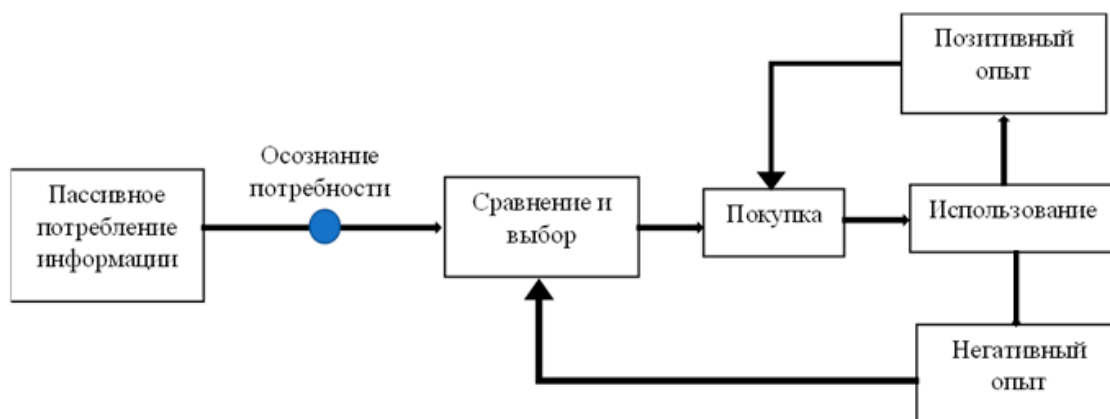 Позитивный
опыт
Осознание
потребности
Пассивное
потребление
информации
Сравнение и
выбор
Покупка
Использование
Негативный
опыт